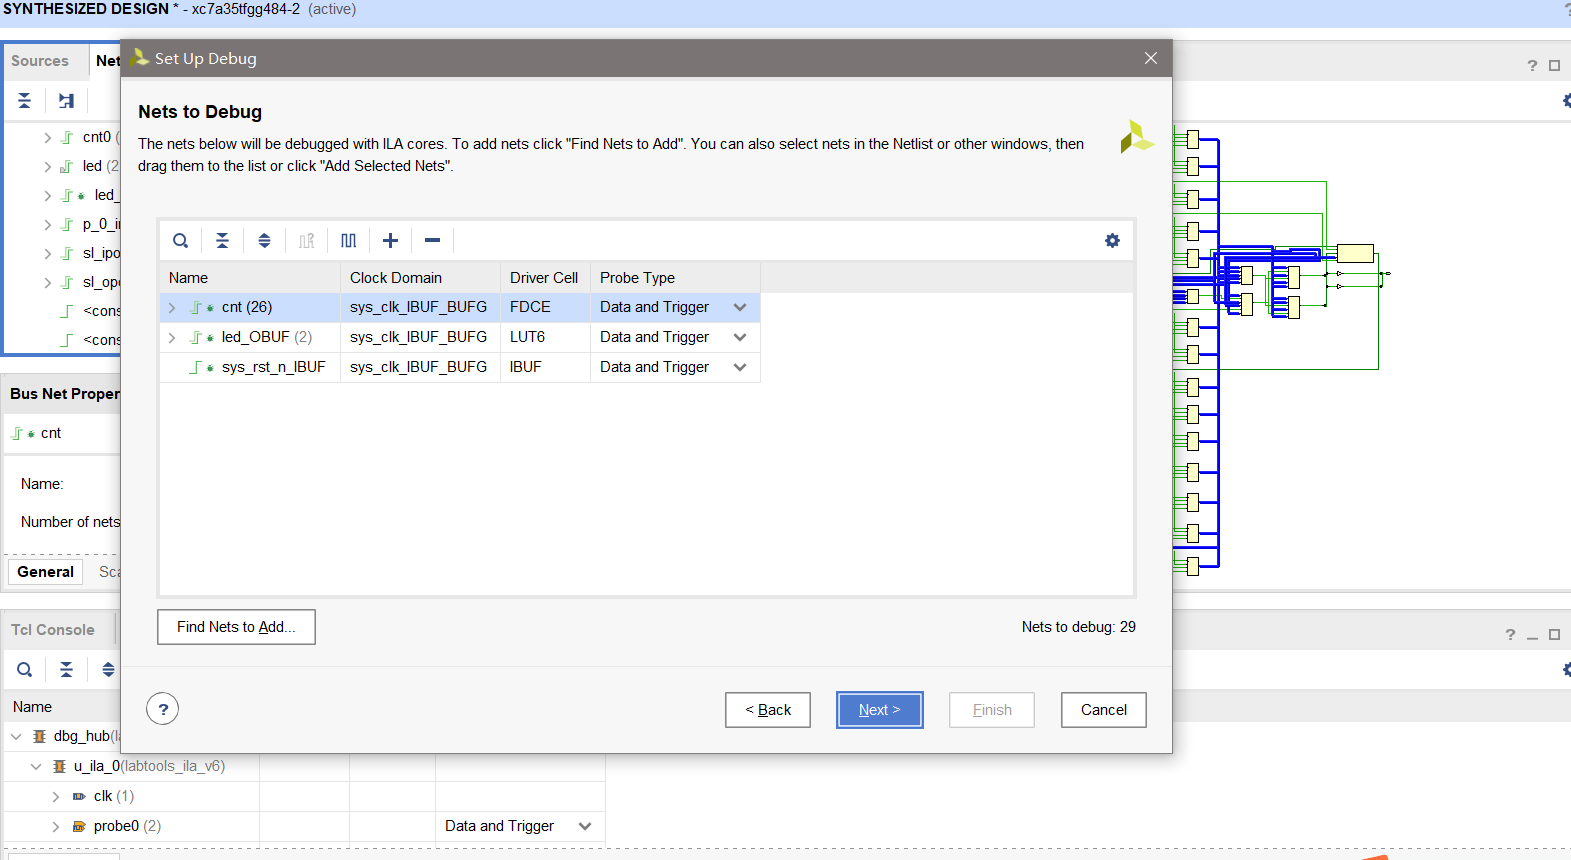 SYNTHESIZED DESIGN * - xc7a35tfgg484-2 (active)
Sources
Net
Set Up Debug
Nets to Debug
The nets below will be debugged with ILA cores. To add nets click "Find Nets to Add". You can also select nets in the Netlist or other windows, then
drag them to the list or click "Add Selected Nets".
cnt0 (
led (2
led_
p_0_i
sl_ipo
sl_opo
<cons
<cons
Name Clock Domain Driver Cell Probe Type
cnt (26) sys_clk_IBUF_BUFG FDCE Data and Trigger
led_OBUF (2) sys_clk_IBUF_BUFG LUT6 Data and Trigger
sys_rst_n_IBUF sys_clk_IBUF_BUFG IBUF Data and Trigger
Bus Net Proper
cnt
Name:
Number of nets
General Sca
Find Nets to Add...
Nets to debug: 29
Tcl Console
? < Back Next > Finish Cancel
Name
dbg_hub(la
u_ila_0(labtools_ila_v6)
clk (1)
probe0 (2) Data and Trigger